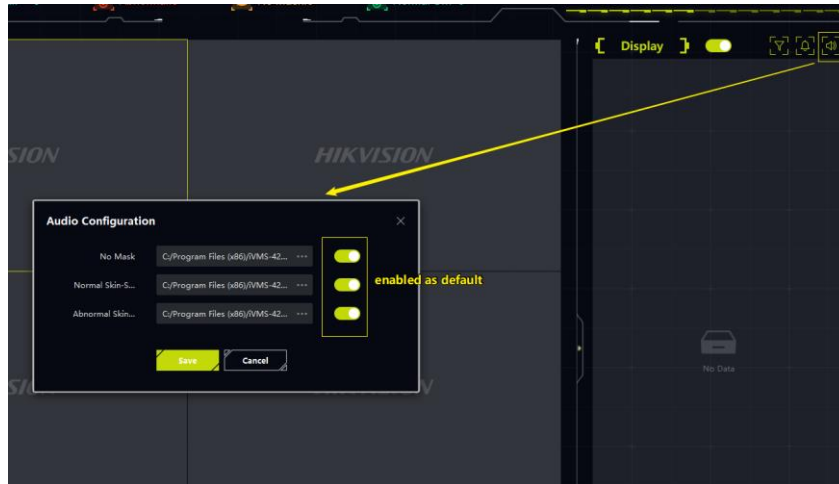 Display
HIKVISION
Audio Configuration
No Mask C:/Program Files (x86)/iVMS-42... ...
Normal Skin-S... C:/Program Files (x86)/iVMS-42... ...
enabled as default
Abnormal Skin... C:/Program Files (x86)/iVMS-42... ...
Save Cancel
No Data